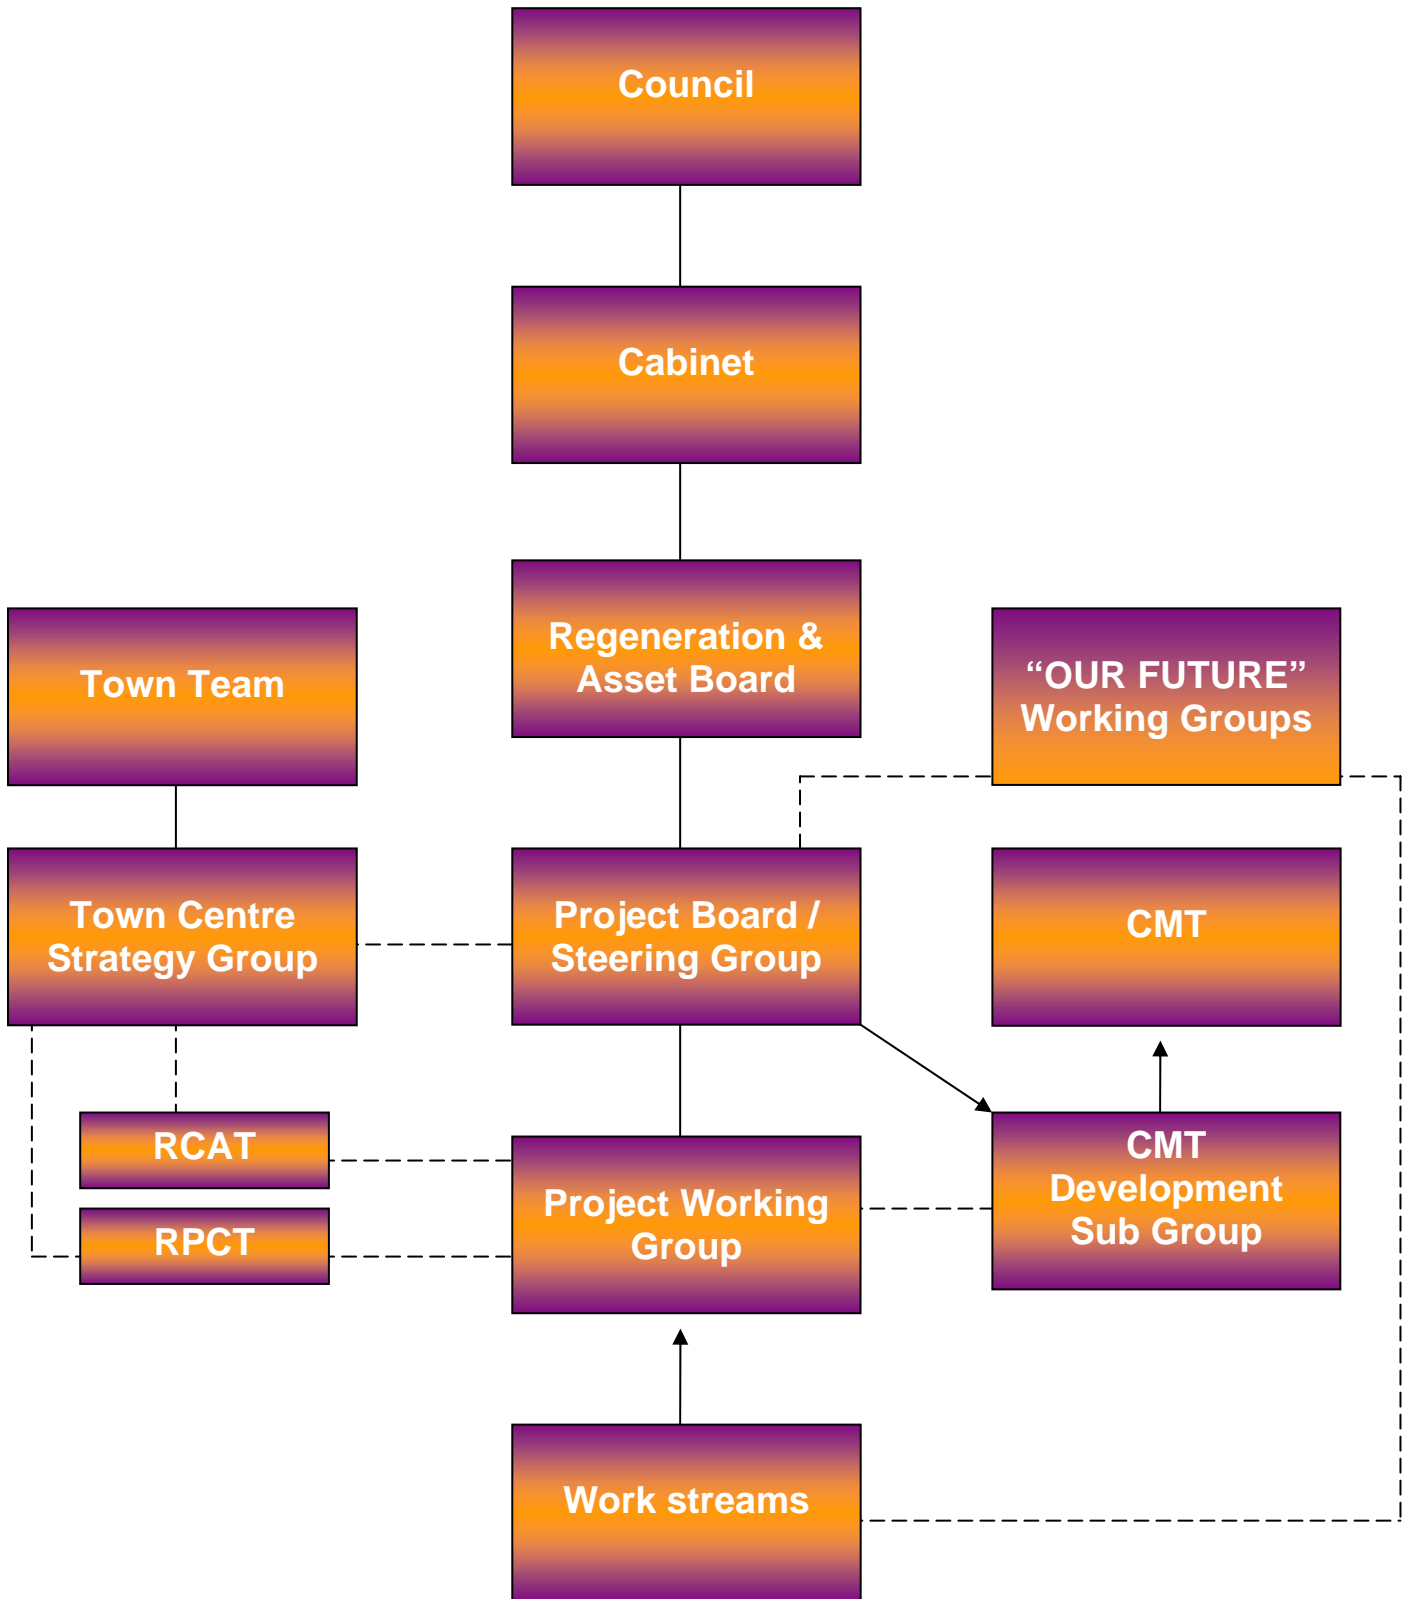 Council
Cabinet
Regeneration &
Asset Board
Town Team
“OUR FUTURE”
Working Groups
Town Centre
Strategy Group
Project Board /
Steering Group
CMT
RCAT
RPCT
Project Working
Group
CMT
Development
Sub Group
Work streams